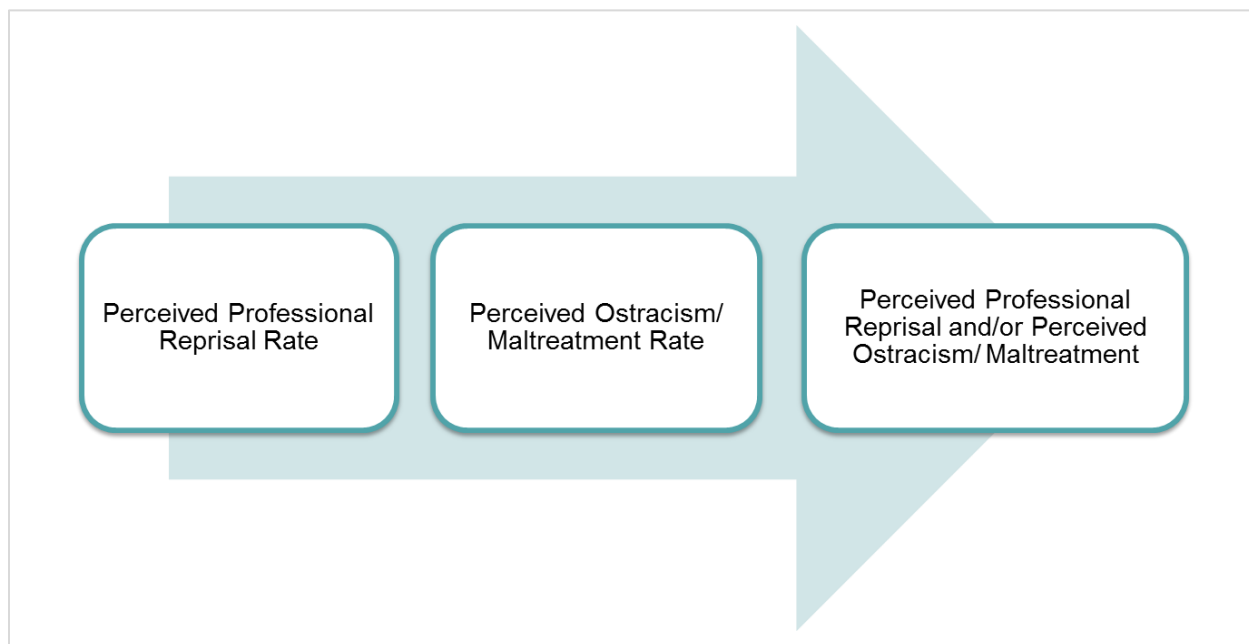 Perceived Professional
Reprisal Rate
Perceived Ostracism/
Maltreatment Rate
Perceived Professional
Reprisal and/or Perceived
Ostracism/ Maltreatment